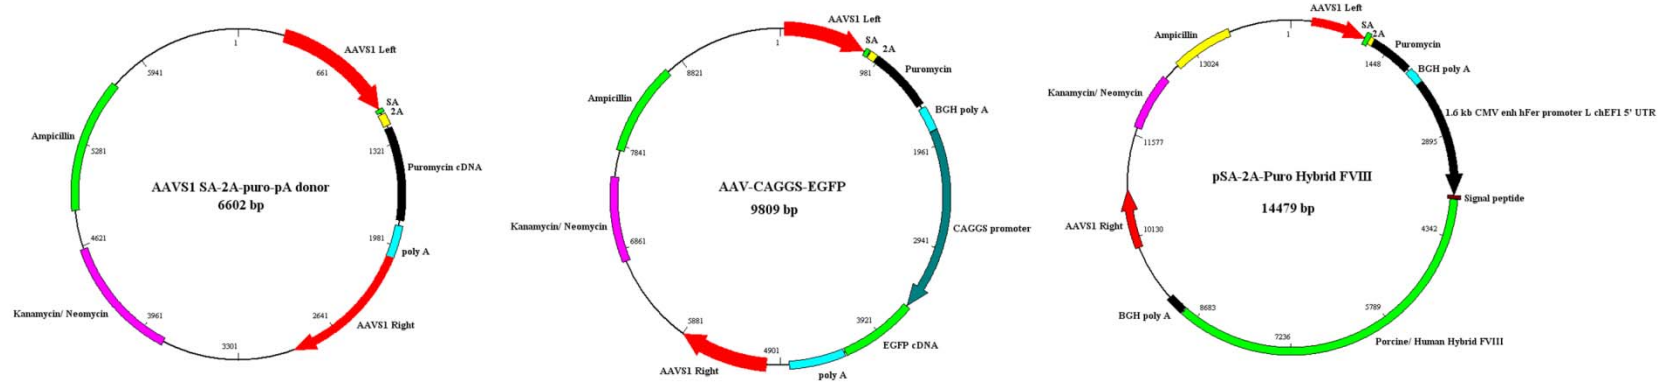 1
AAVS1 Left
661
SA
2A
1321
Puromycin cDNA
1981
poly A
AAVS1 Right
2641
3301
3961
Kanamycin/ Neomycin
4621
5281
Ampicillin
5941
AAVS1 SA-2A-puro-pA donor
6602 bp
1
AAVS1 Left
SA
2A
981
Puromycin
BGH poly A
1961
CAGGS promoter
2941
3921
EGFP cDNA
poly A
4901
AAVS1 Right
5881
6861
Kanamycin/ Neomycin
7841
Ampicillin
8821
AAV-CAGGS-EGFP
9809 bp
1
AAVS1 Left
SA
2A
Puromycin
1448
BGH poly A
1.6 kb CMV enh hFer promoter L chEF1 5' UTR
2895
Signal peptide
4342
5789
Porcine/ Human Hybrid FVIII
7236
8683
BGH poly A
10130
AAVS1 Right
11577
Kanamycin/ Neomycin
13024
Ampicillin
pSA-2A-Puro Hybrid FVIII
14479 bp